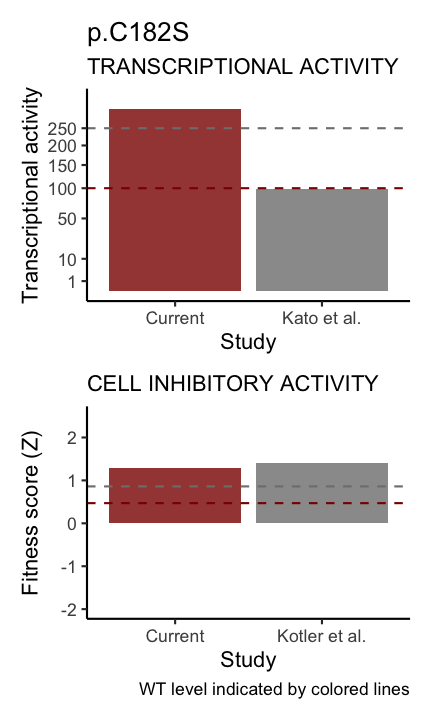 p.C182S
TRANSCRIPTIONAL ACTIVITY
Transcriptional activity
250
200
150
100
50
10
1
Current
Kato et al.
Study
CELL INHIBITORY ACTIVITY
Fitness score (Z)
2
1
0
-1
-2
Current
Kotler et al.
Study
WT level indicated by colored lines